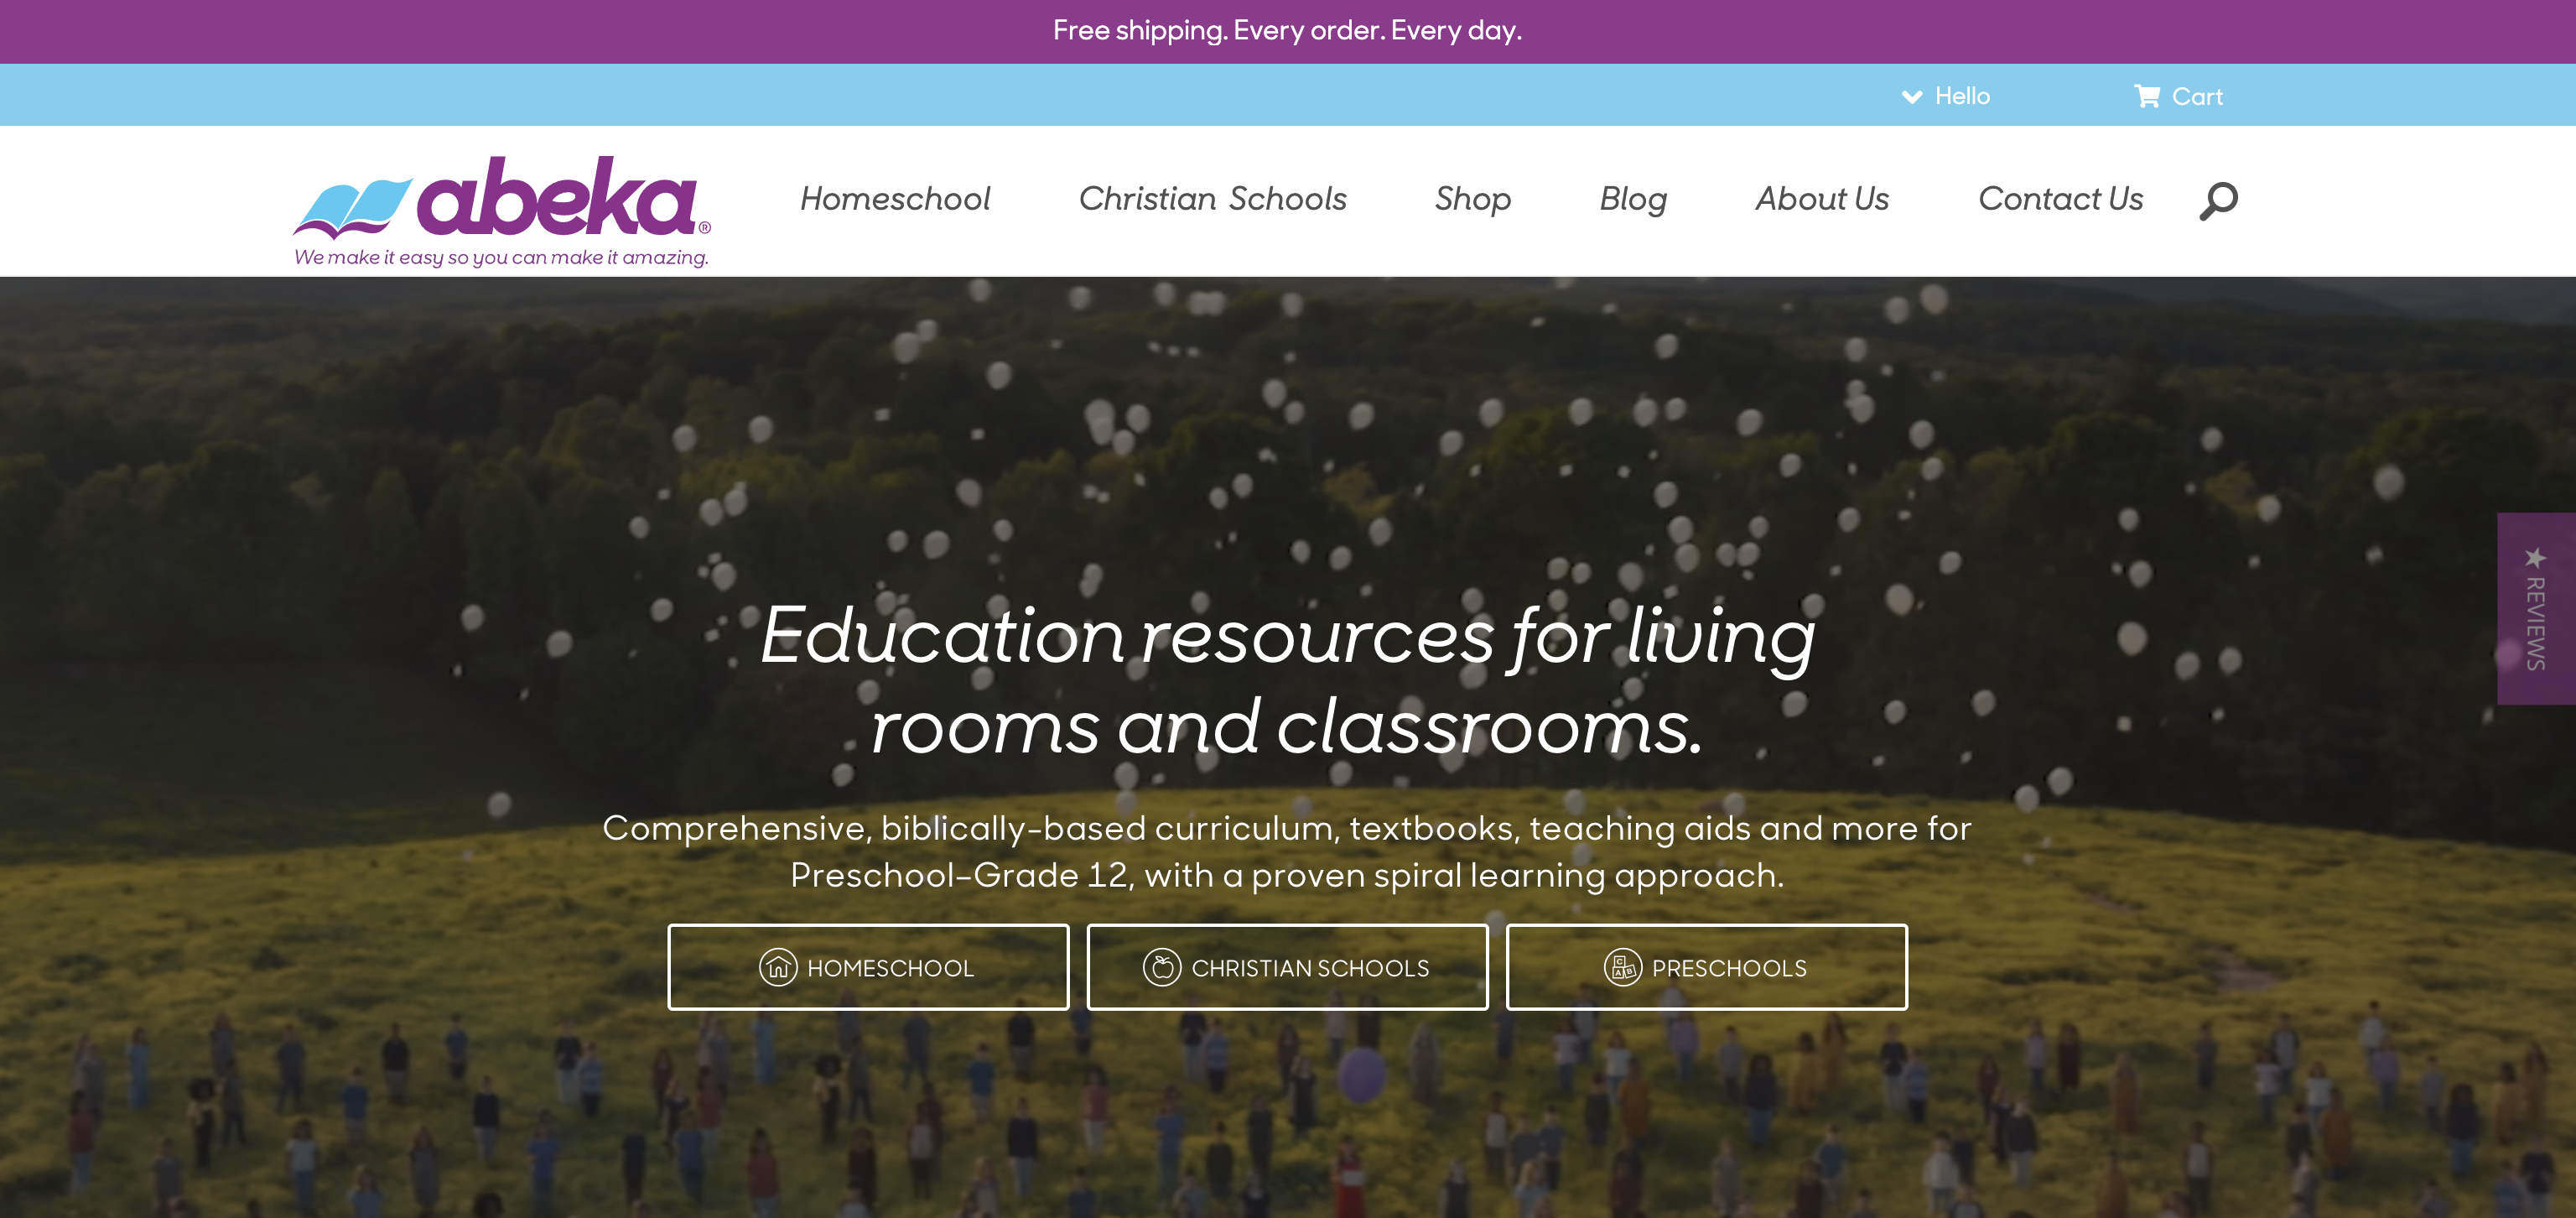 Free shipping. Every order. Every day.
Hello
Cart
abeka®
We make it easy so you can make it amazing.
Homeschool
Christian Schools
Shop
Blog
About Us
Contact Us
Education resources for living
rooms and classrooms.
Comprehensive, biblically-based curriculum, textbooks, teaching aids and more for
Preschool–Grade 12, with a proven spiral learning approach.
HOMESCHOOL
CHRISTIAN SCHOOLS
C
A B
PRESCHOOLS
★ REVIEWS